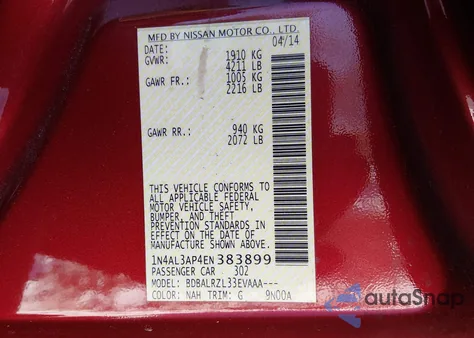 MFD BY NISSAN MOTOR CO., LTD.
DATE: 04/14
GVWR: 1910 KG
4211 LB
GAWR FR.: 1005 KG
2216 LB
GAWR RR.: 940 KG
2072 LB
THIS VEHICLE CONFORMS TO
ALL APPLICABLE FEDERAL
MOTOR VEHICLE SAFETY,
BUMPER, AND THEFT
PREVENTION STANDARDS IN
EFFECT ON THE DATE OF
MANUFACTURE SHOWN ABOVE.
1N4AL3AP4EN383899
PASSENGER CAR 302
MODEL: BDBALRZL33EVAAA---
COLOR: NAH TRIM: G 9N00A
autoSnap